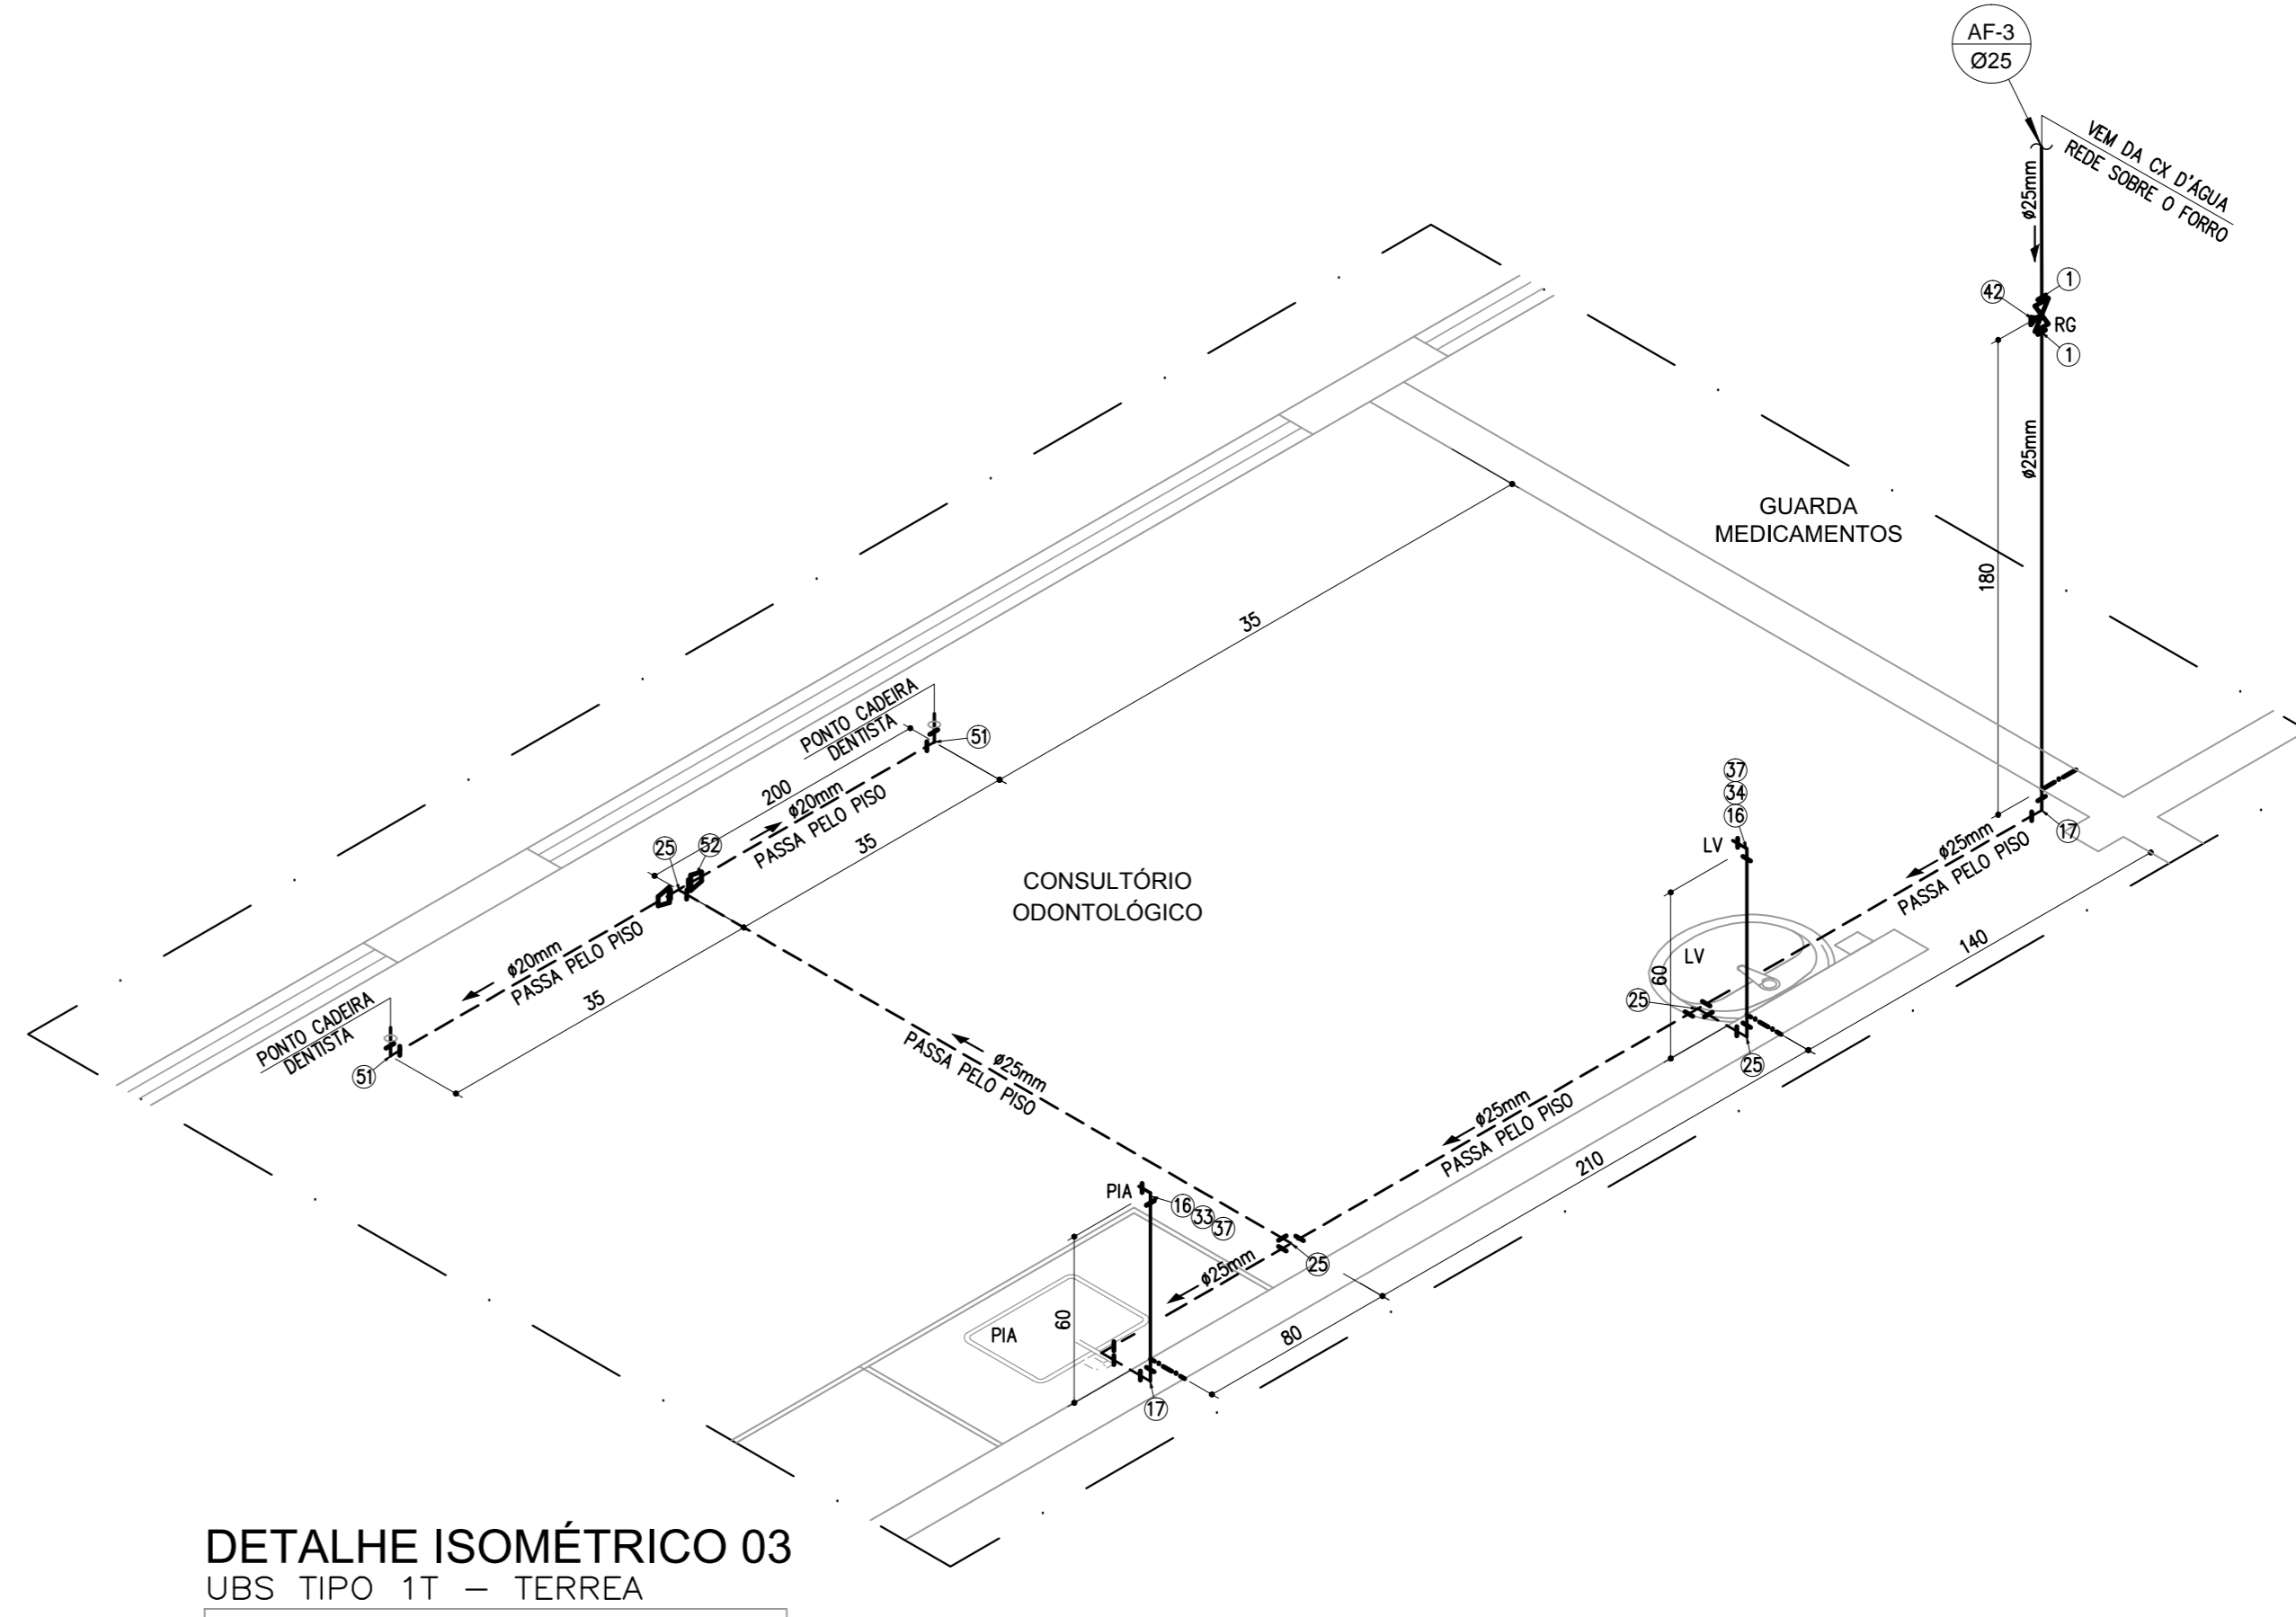 AF-3
Ø25
VEM DA CX D'ÁGUA
REDE SOBRE O FORRO
ø25mm
1
42
RG
1
ø25mm
180
GUARDA
MEDICAMENTOS
35
PONTO CADEIRA
DENTISTA
51
200
ø20mm
PASSA PELO PISO
25
52
35
37
34
16
LV
17
ø25mm
PASSA PELO PISO
CONSULTÓRIO
ODONTOLÓGICO
140
LV
60
25
25
ø20mm
PASSA PELO PISO
35
PONTO CADEIRA
DENTISTA
51
ø25mm
PASSA PELO PISO
ø25mm
PASSA PELO PISO
210
PIA
16
33
37
25
ø25mm
60
PIA
80
17
DETALHE ISOMÉTRICO 03
UBS TIPO 1T – TERREA